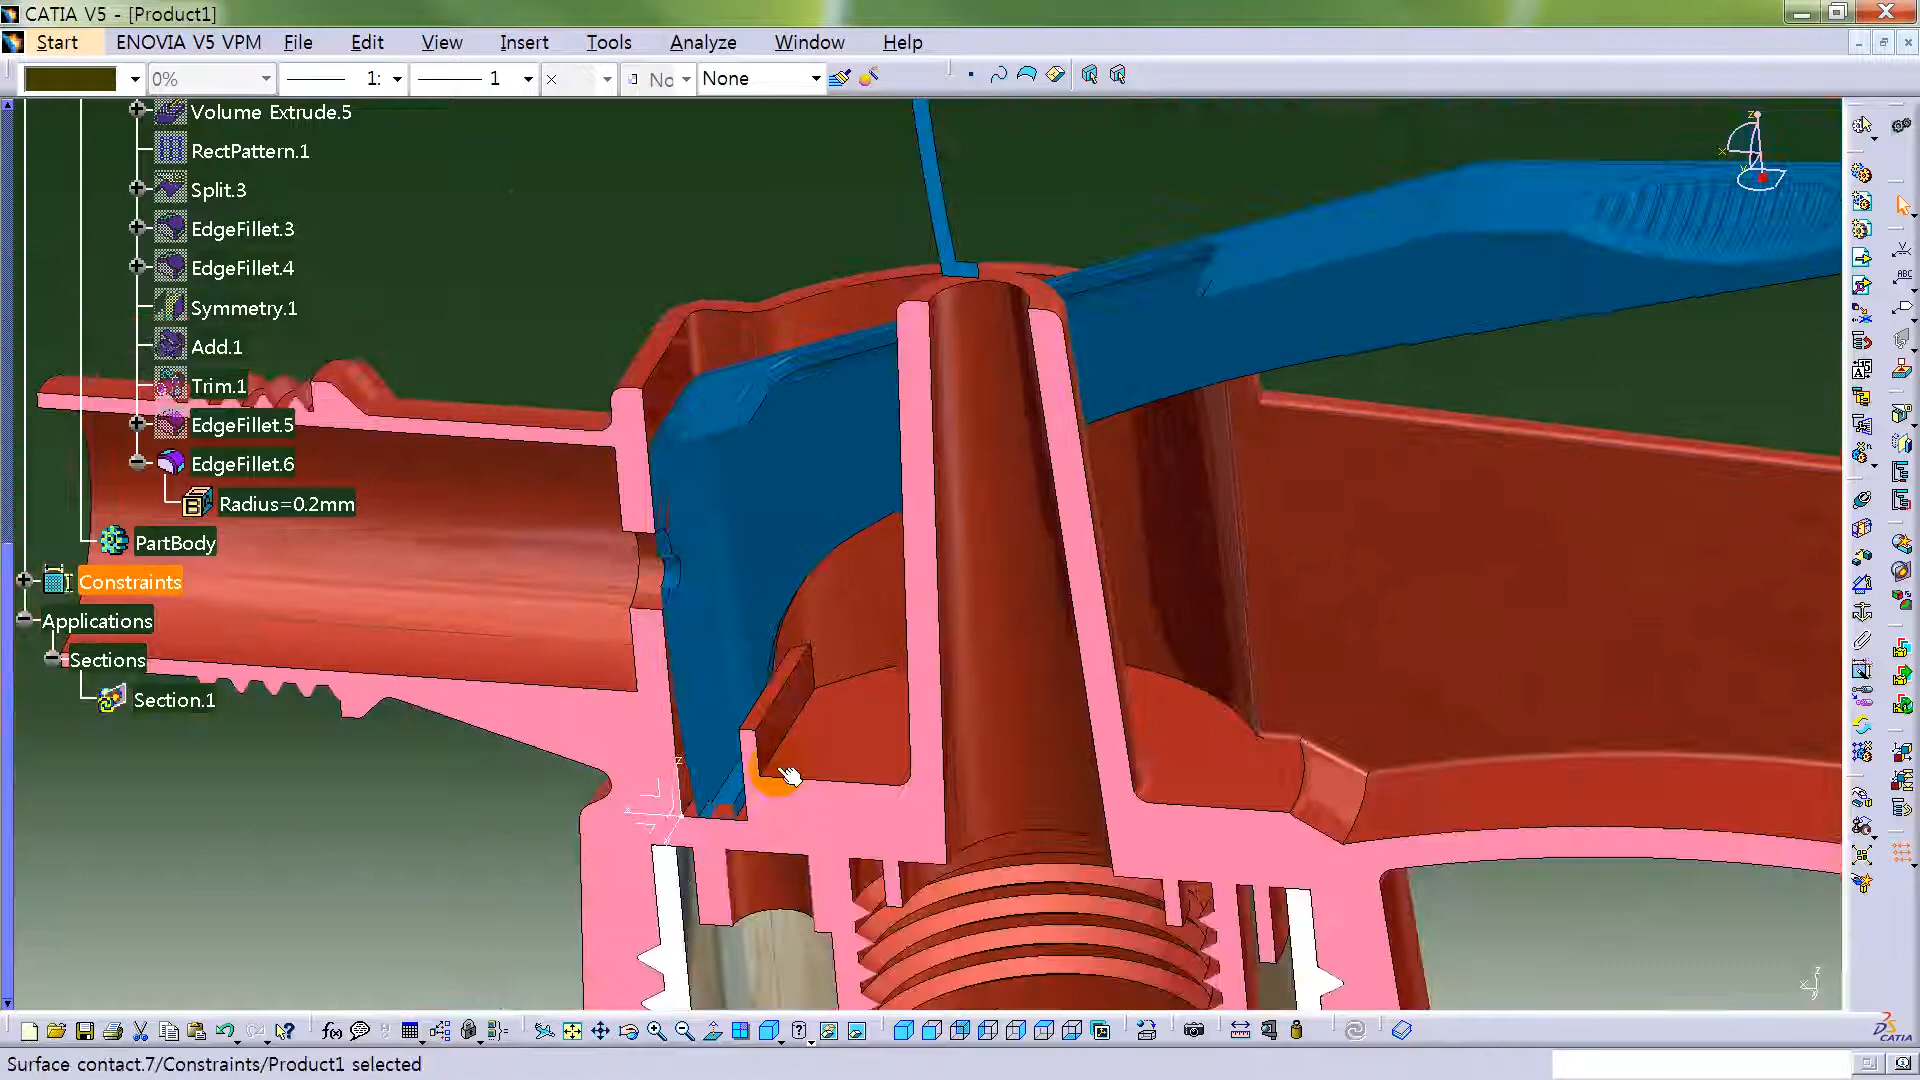 CATIA V5 - [Product1]
Start ENOVIA V5 VPM File Edit View Insert Tools Analyze Window Help
0% 1: 1 No None
Volume Extrude.5
RectPattern.1
Split.3
EdgeFillet.3
EdgeFillet.4
Symmetry.1
Add.1
Trim.1
EdgeFillet.5
EdgeFillet.6
Radius=0.2mm
PartBody
Constraints
Applications
Sections
Section.1
Surface contact.7/Constraints/Product1 selected
CATIA